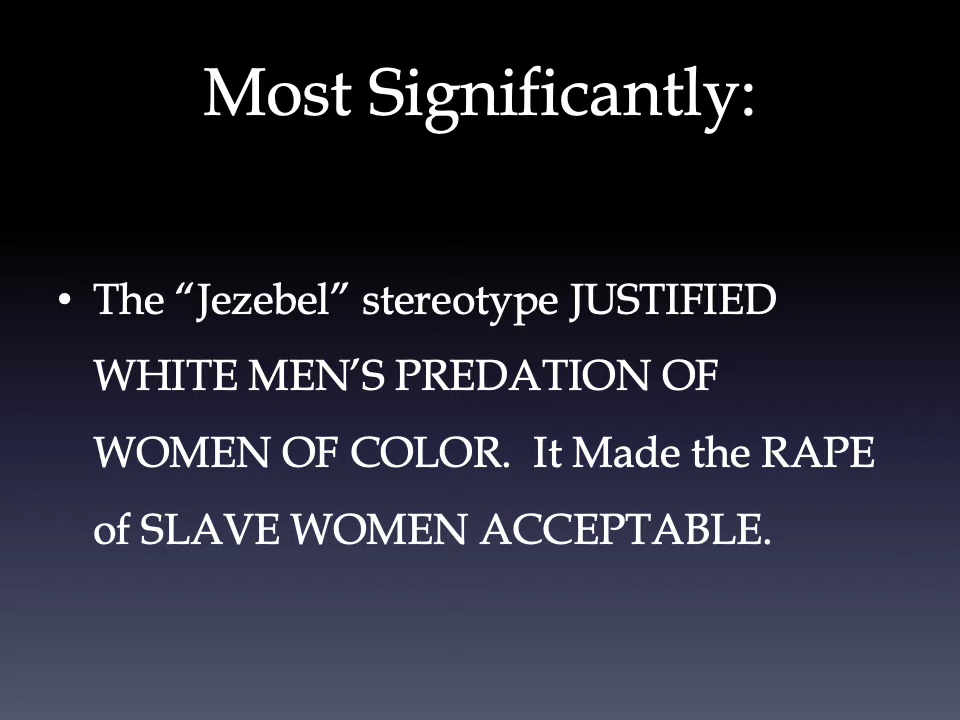 Most Significantly:
• The “Jezebel” stereotype JUSTIFIED
WHITE MEN’S PREDATION OF
WOMEN OF COLOR.  It Made the RAPE
of SLAVE WOMEN ACCEPTABLE.